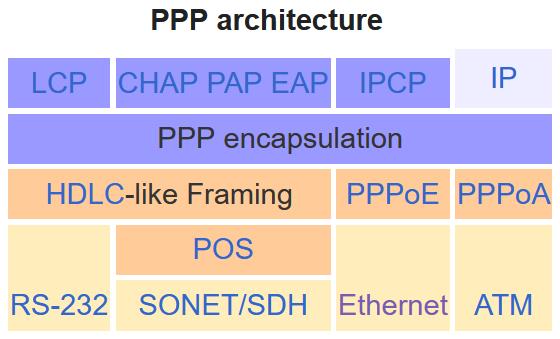 PPP architecture
LCP CHAP PAP EAP IPCP IP
PPP encapsulation
HDLC-like Framing PPPoE PPPoA
POS
RS-232 SONET/SDH Ethernet ATM